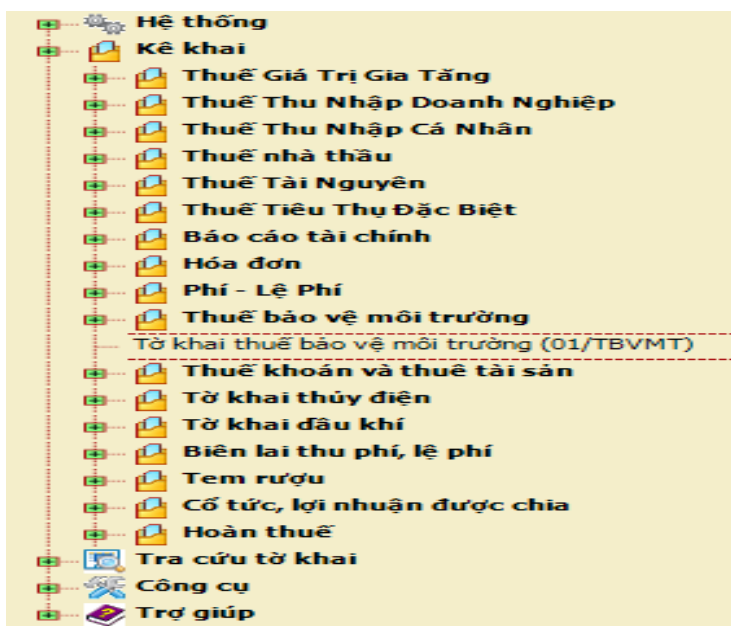 Hệ thống
Kê khai
Thuế Giá Trị Gia Tăng
Thuế Thu Nhập Doanh Nghiệp
Thuế Thu Nhập Cá Nhân
Thuế nhà thầu
Thuế Tài Nguyên
Thuế Tiêu Thụ Đặc Biệt
Báo cáo tài chính
Hóa đơn
Phí - Lệ Phí
Thuế bảo vệ môi trường
Tờ khai thuế bảo vệ môi trường (01/TBVMT)
Thuế khoán và thuê tài sản
Tờ khai thủy điện
Tờ khai dầu khí
Biên lai thu phí, lệ phí
Tem rượu
Cổ tức, lợi nhuận được chia
Hoàn thuế
Tra cứu tờ khai
Công cụ
Trợ giúp